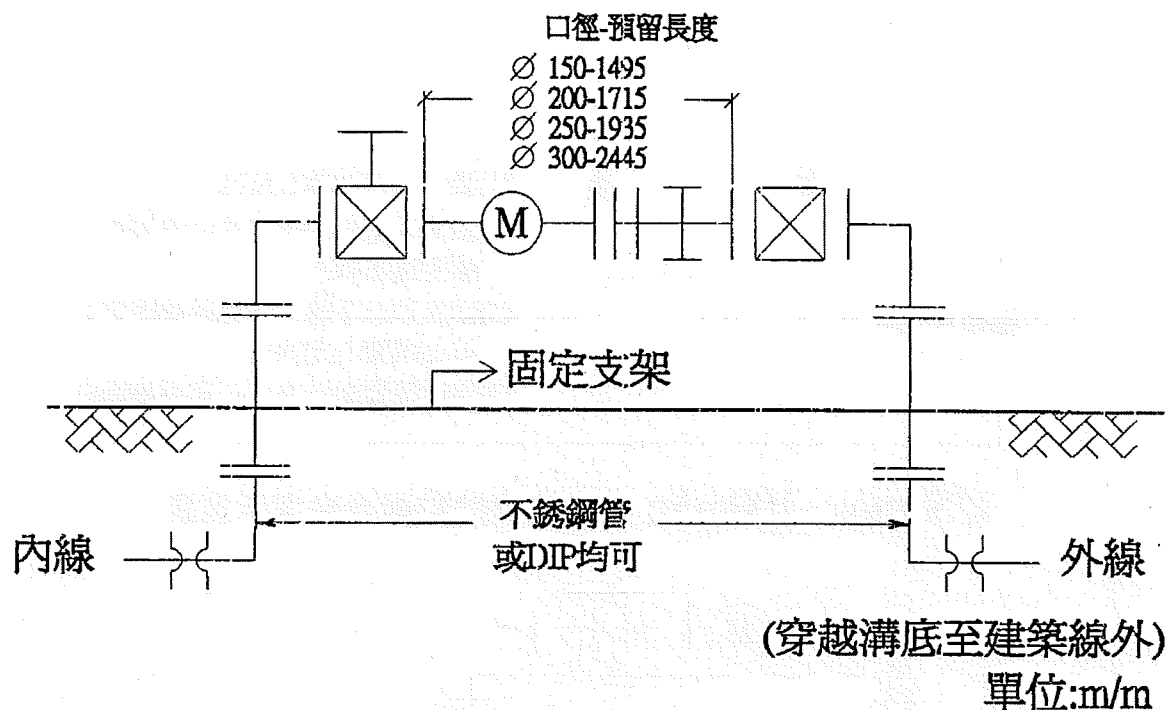 口徑-預留長度
∅ 150-1495
∅ 200-1715
∅ 250-1935
∅ 300-2445
M
固定支架
不銹鋼管
或DIP均可
內線
外線
(穿越溝底至建築線外)
單位:m/m